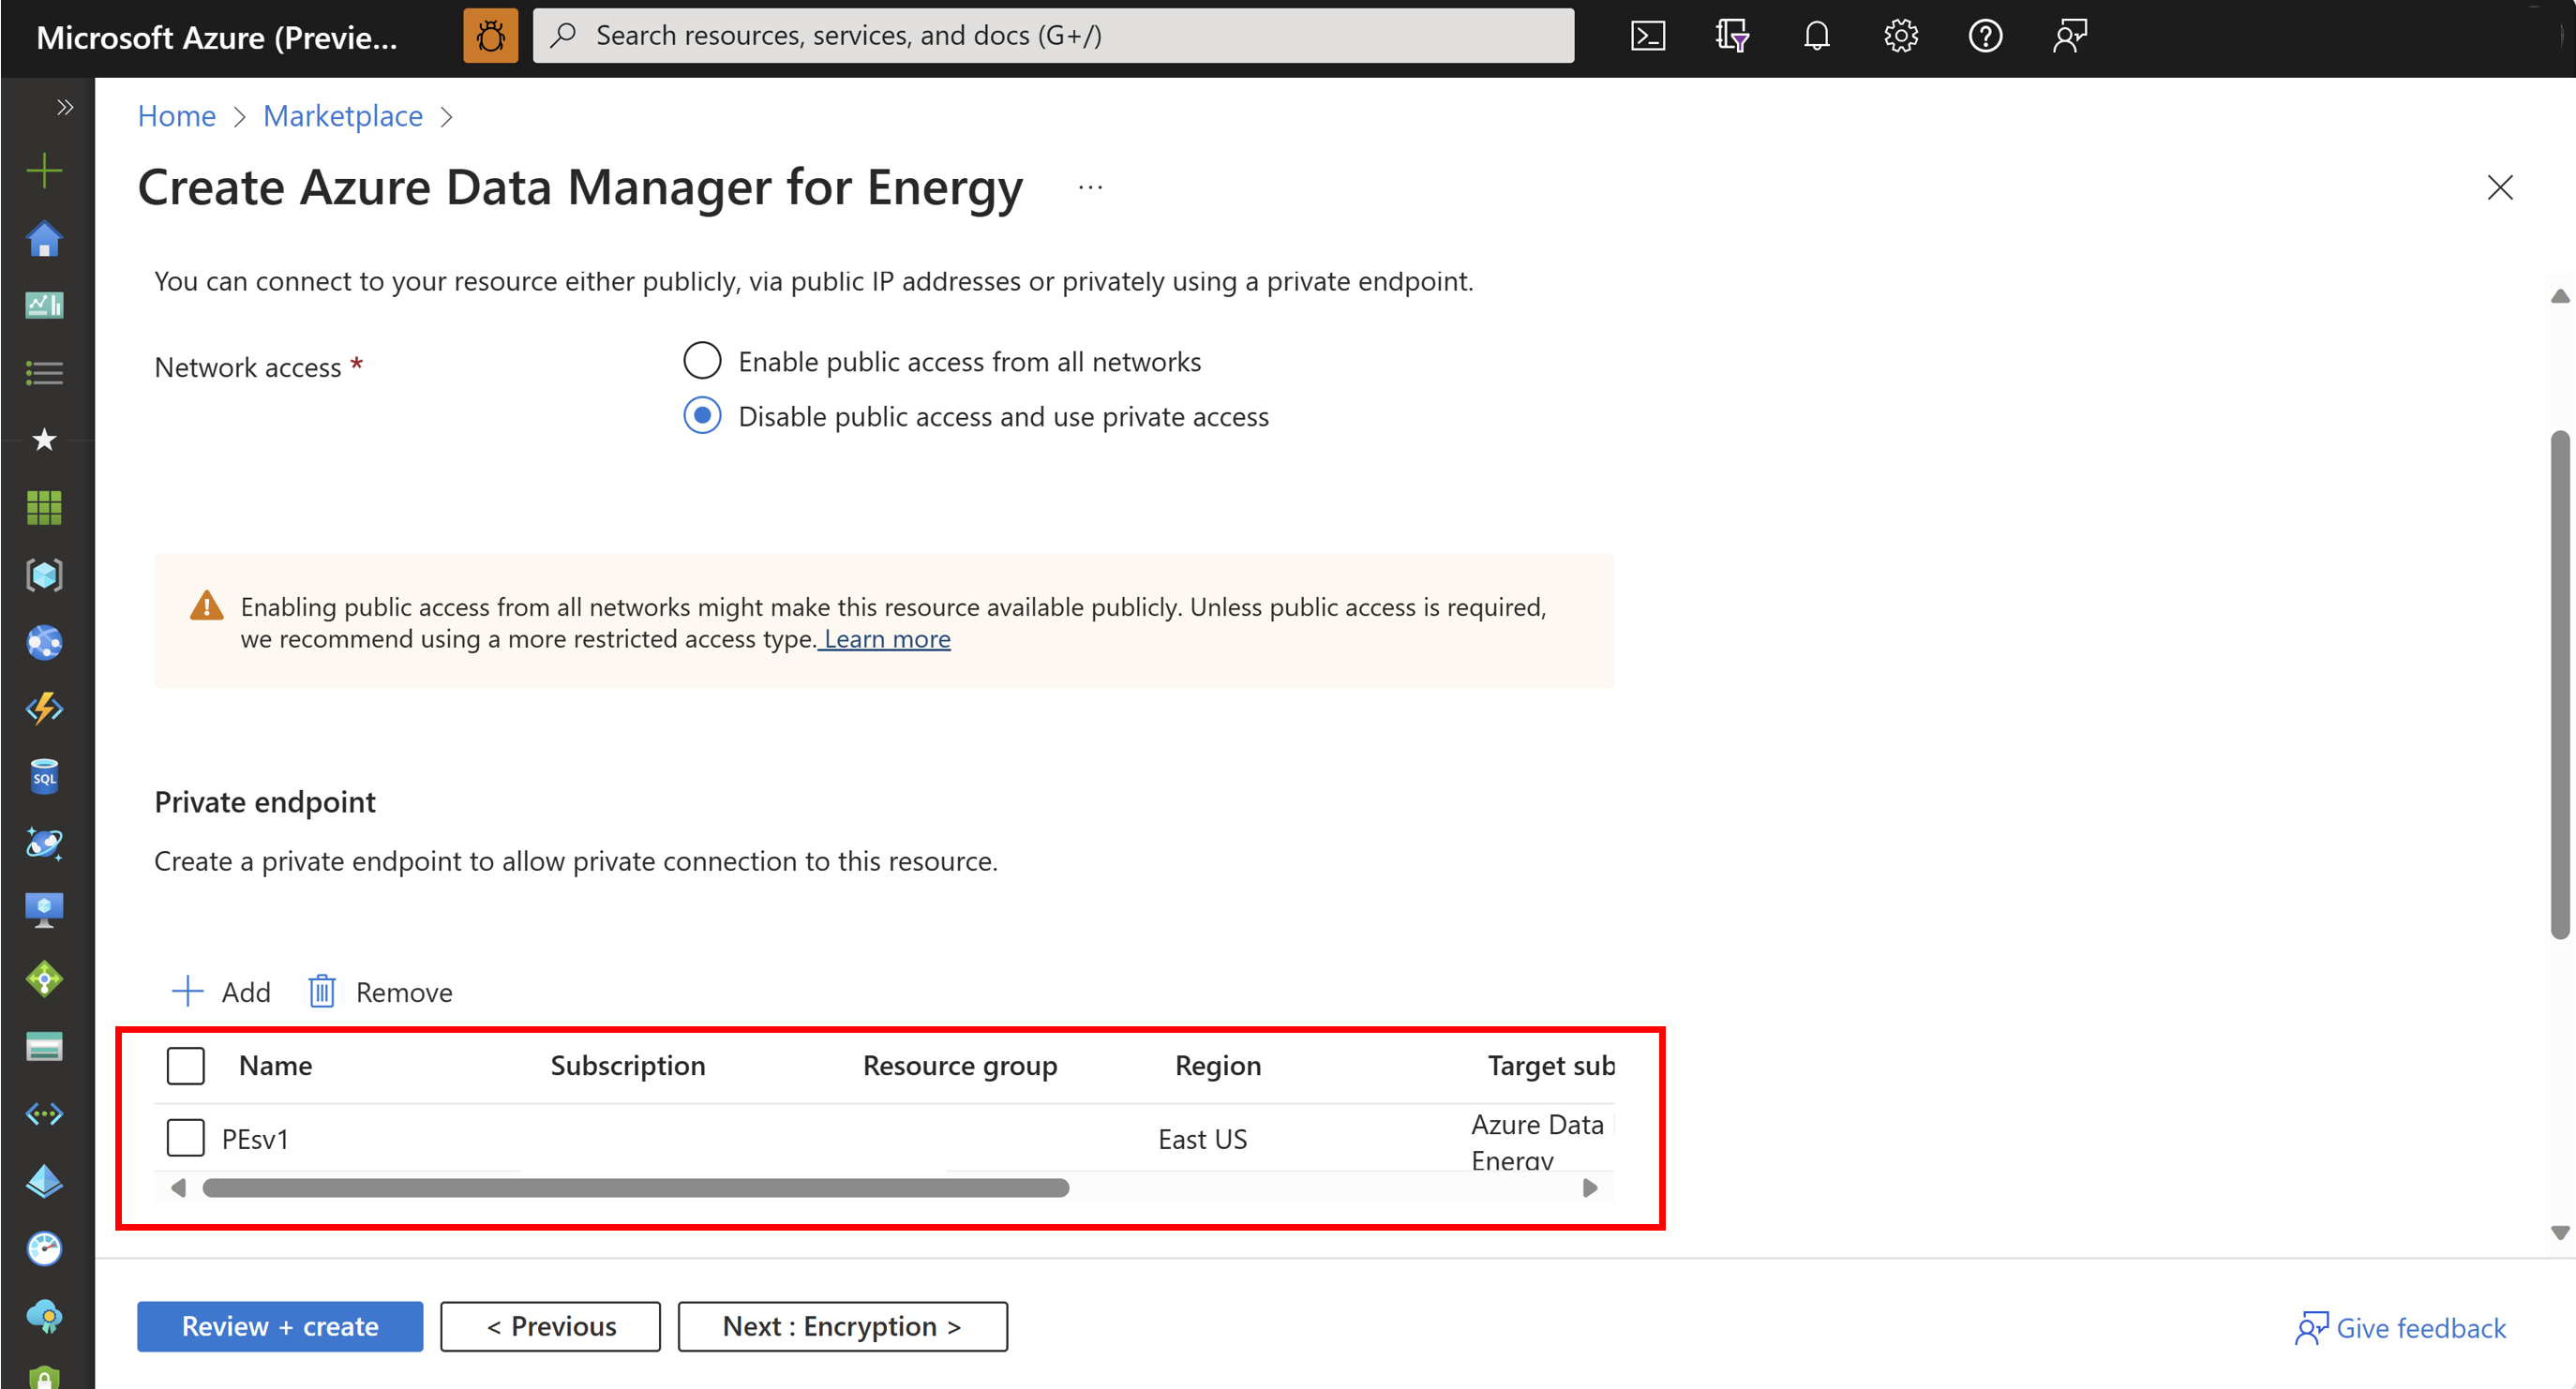 Microsoft Azure (Previe...
Search resources, services, and docs (G+/)
Home > Marketplace >
Create Azure Data Manager for Energy ...
You can connect to your resource either publicly, via public IP addresses or privately using a private endpoint.
Network access *
Enable public access from all networks
Disable public access and use private access
Enabling public access from all networks might make this resource available publicly. Unless public access is required,
we recommend using a more restricted access type. Learn more
SQL
Private endpoint
Create a private endpoint to allow private connection to this resource.
Add Remove
Name Subscription Resource group Region Target sub
PEsv1 East US Azure Data
Energy
Review + create < Previous Next : Encryption > Give feedback